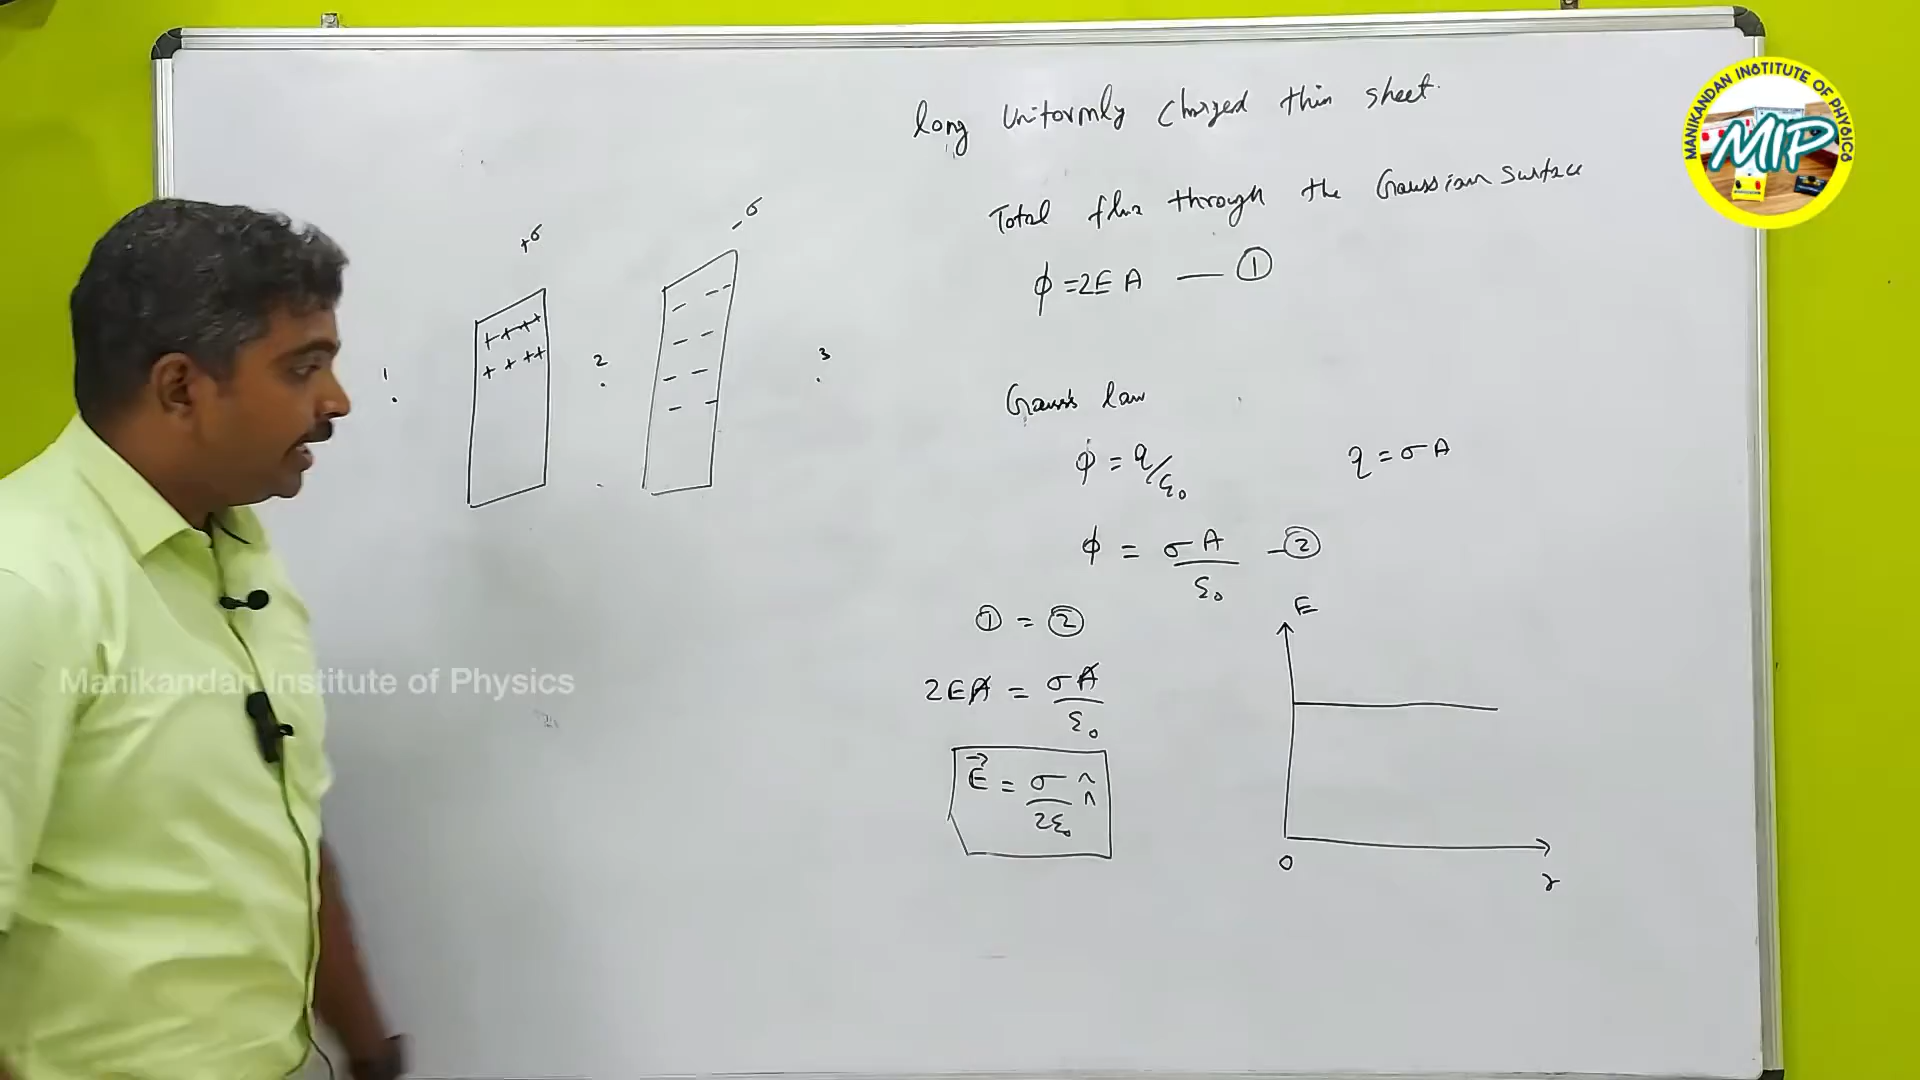 long Uniformly Charged thin sheet.
Total flux through the Gaussian Surface
ϕ = 2EA — ①
Gauss's law
ϕ = q/ε₀
q = σA
ϕ = σA/ε₀ – ②
① = ②
2EA = σA/ε₀
E⃗ = σ/2ε₀ n̂
E
0
r
+σ
-σ
+ + + +
+ + + +
- - -
- -
- -
- -
1
2
3
MANIKANDAN INSTITUTE OF PHYSICS
MIP
Manikandan Institute of Physics